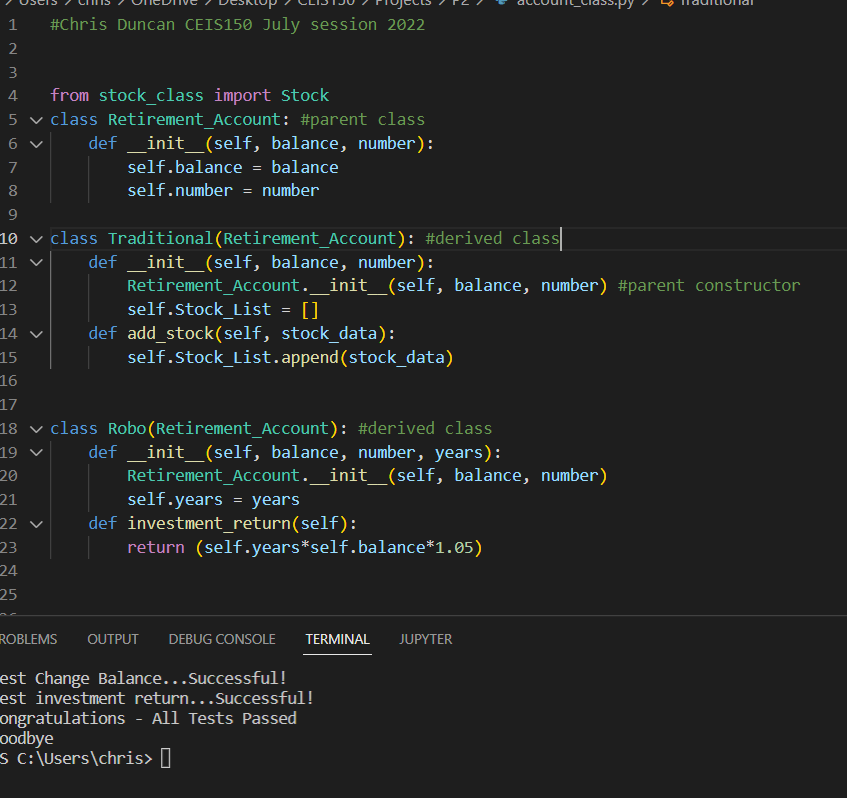 > Users > chris > OneDrive > Desktop > CEIS150 > Projects > P2 > account_class.py > Traditional
1 #Chris Duncan CEIS150 July session 2022
2
3
4 from stock_class import Stock
5 class Retirement_Account: #parent class
6     def __init__(self, balance, number):
7         self.balance = balance
8         self.number = number
9
10 class Traditional(Retirement_Account): #derived class
11     def __init__(self, balance, number):
12         Retirement_Account.__init__(self, balance, number) #parent constructor
13         self.Stock_List = []
14     def add_stock(self, stock_data):
15         self.Stock_List.append(stock_data)
16
17
18 class Robo(Retirement_Account): #derived class
19     def __init__(self, balance, number, years):
20         Retirement_Account.__init__(self, balance, number)
21         self.years = years
22     def investment_return(self):
23         return (self.years*self.balance*1.05)
24
25
ROBLEMS OUTPUT DEBUG CONSOLE TERMINAL JUPYTER
est Change Balance...Successful!
est investment return...Successful!
ongratulations - All Tests Passed
oodbye
S C:\Users\chris>